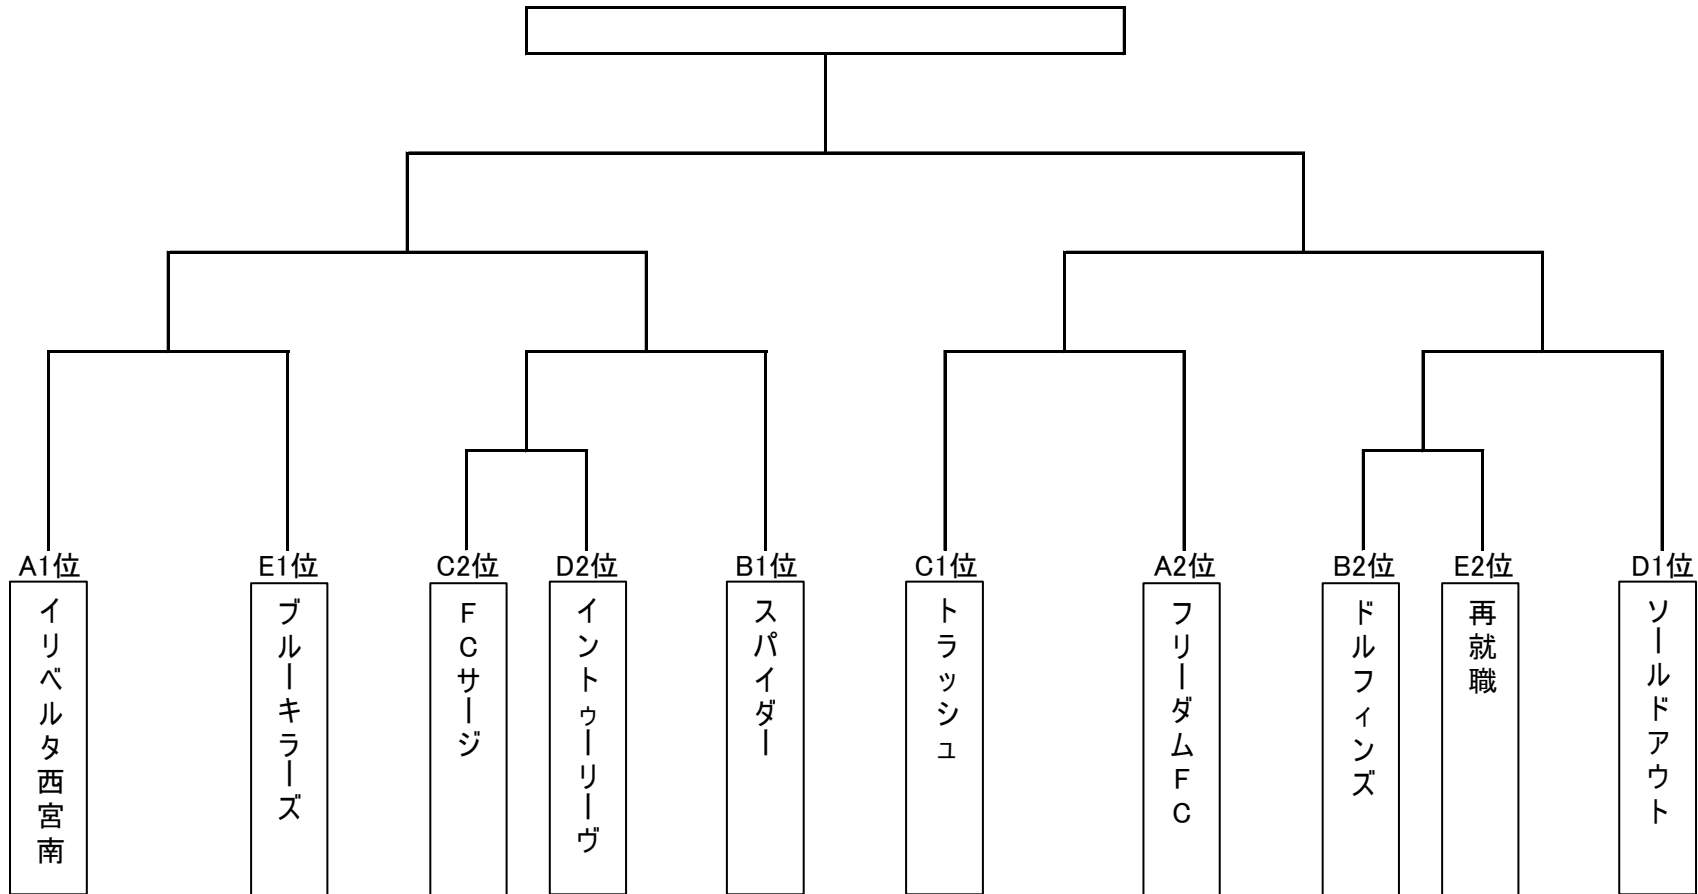 A1位
E1位
C2位
D2位
B1位
C1位
A2位
B2位
E2位
D1位
イリベルタ西宮南
ブルーキラーズ
FCサージ
イントゥーリーヴ
スパイダー
トラッシュ
フリーダムFC
ドルフィンズ
再就職
ソールドアウト